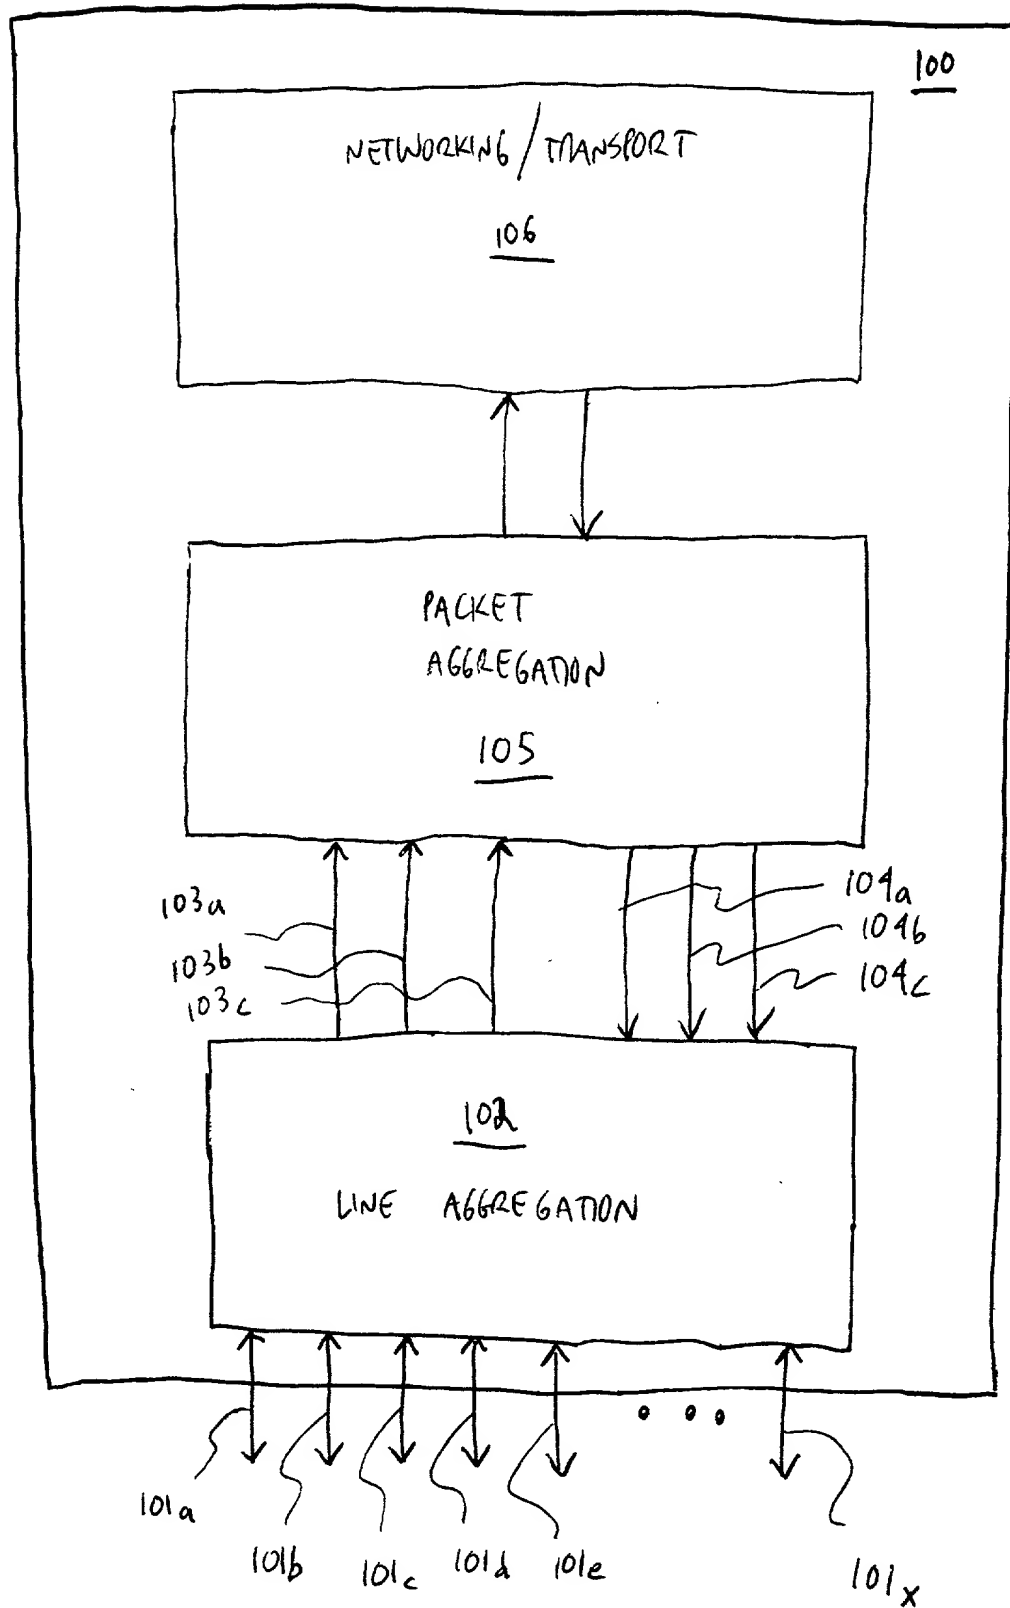 100
NETWORKING/TRANSPORT
106
PACKET
AGGREGATION
105
103a
103b
103c
104a
104b
104c
102
LINE AGGREGATION
101a
101b
101c
101d
101e
101x